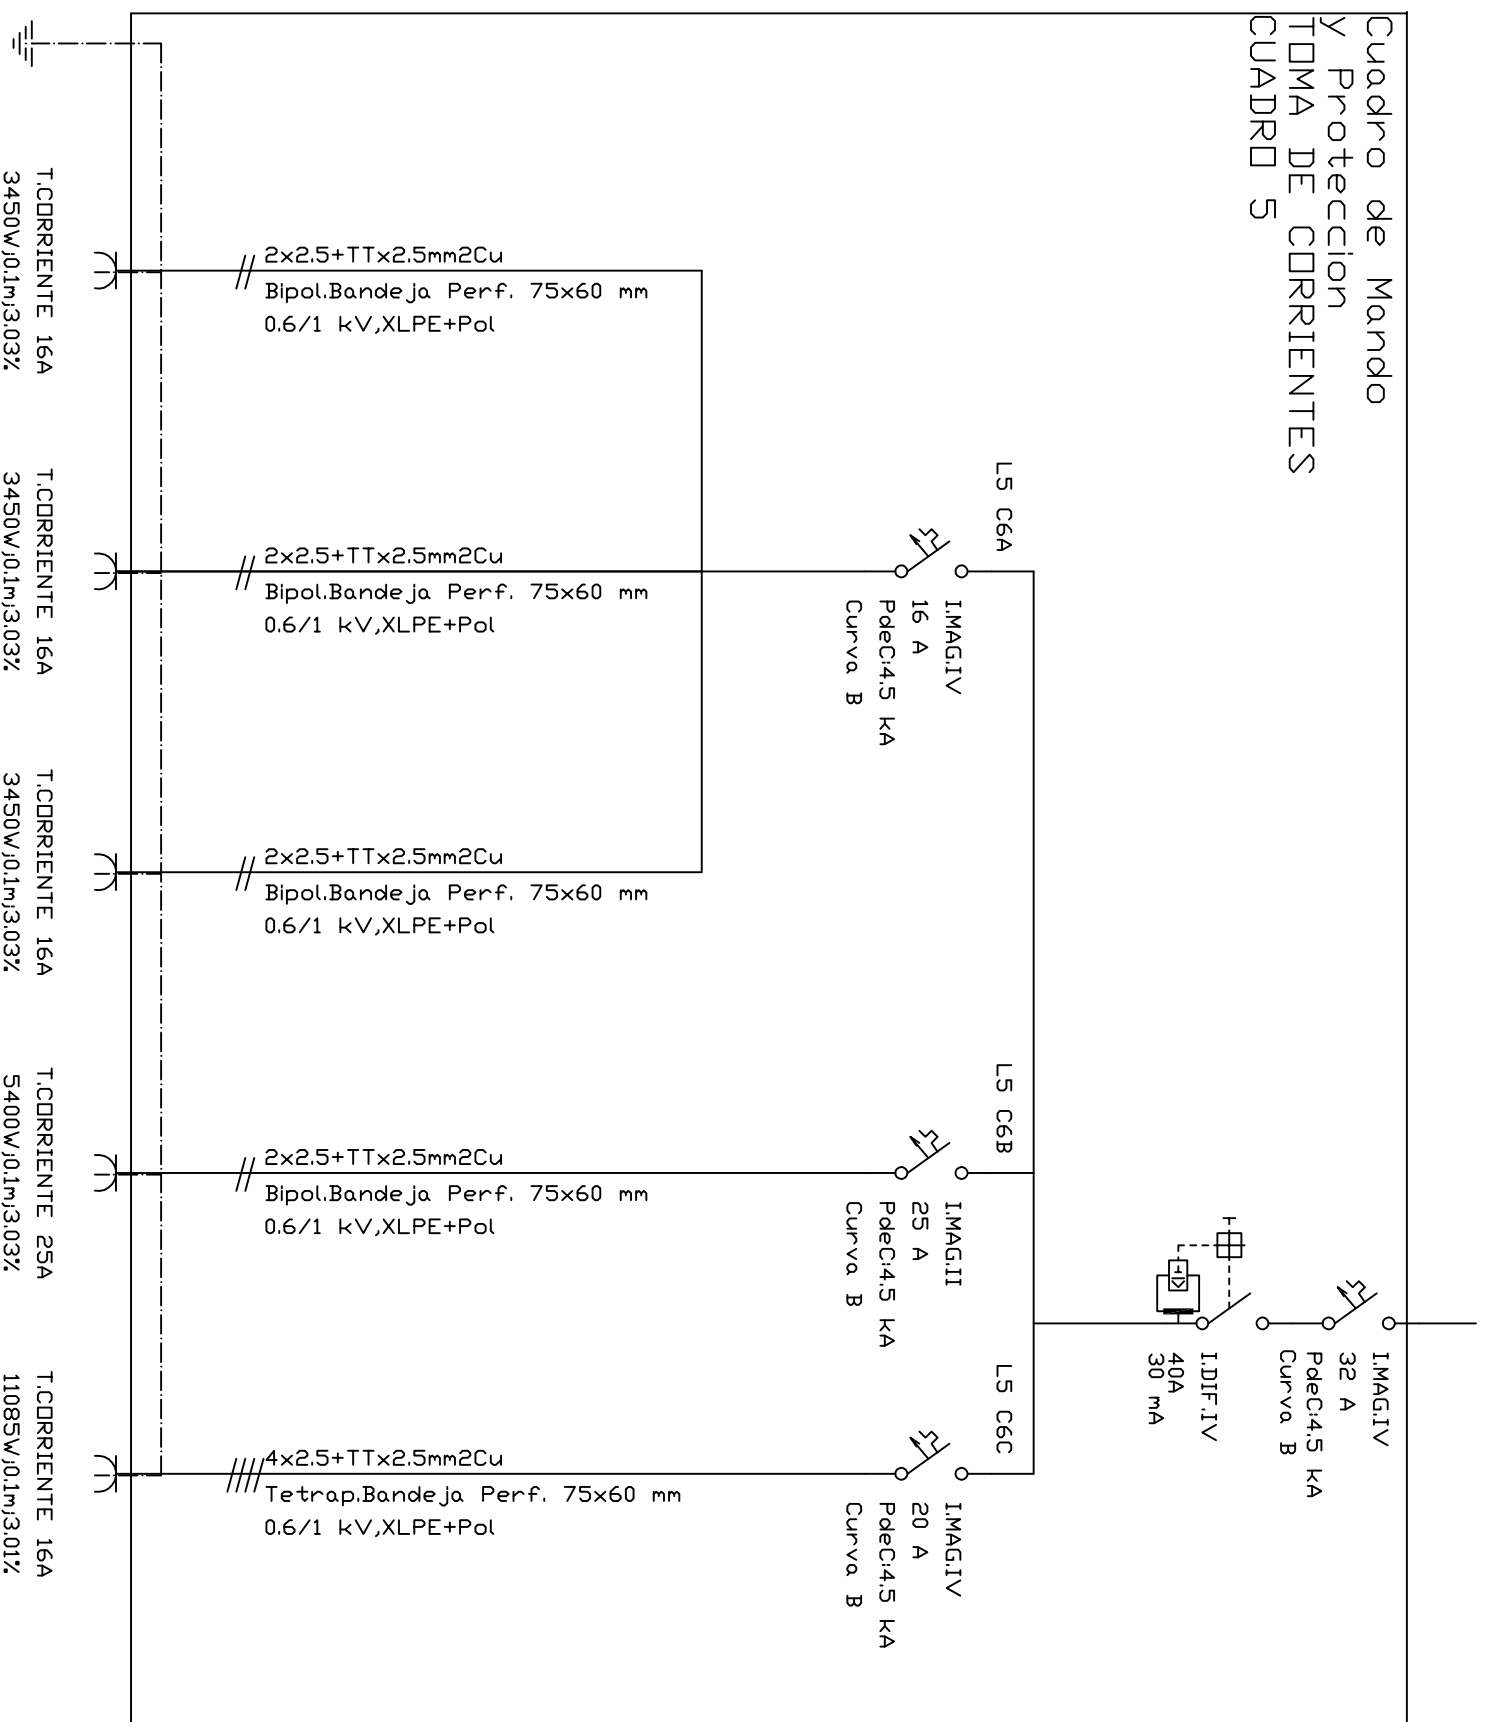 Cuadro de Mando
y Proteccion
TOMA DE CORRIENTES
CUADRO 5
I.MAG.IV
32 A
PdeC:4.5 kA
Curva B
I.DIF.IV
40A
30 mA
L5 C6A
I.MAG.IV
16 A
PdeC:4.5 kA
Curva B
L5 C6B
I.MAG.II
25 A
PdeC:4.5 kA
Curva B
L5 C6C
I.MAG.IV
20 A
PdeC:4.5 kA
Curva B
2x2.5+TTx2.5mm2Cu
Bipol.Bandeja Perf. 75x60 mm
0.6/1 kV,XLPE+Pol
2x2.5+TTx2.5mm2Cu
Bipol.Bandeja Perf. 75x60 mm
0.6/1 kV,XLPE+Pol
2x2.5+TTx2.5mm2Cu
Bipol.Bandeja Perf. 75x60 mm
0.6/1 kV,XLPE+Pol
2x2.5+TTx2.5mm2Cu
Bipol.Bandeja Perf. 75x60 mm
0.6/1 kV,XLPE+Pol
4x2.5+TTx2.5mm2Cu
Tetrap.Bandeja Perf. 75x60 mm
0.6/1 kV,XLPE+Pol
T.CORRIENTE 16A
3450W;0.1m;3.03%
T.CORRIENTE 16A
3450W;0.1m;3.03%
T.CORRIENTE 16A
3450W;0.1m;3.03%
T.CORRIENTE 25A
5400W;0.1m;3.03%
T.CORRIENTE 16A
11085W;0.1m;3.01%